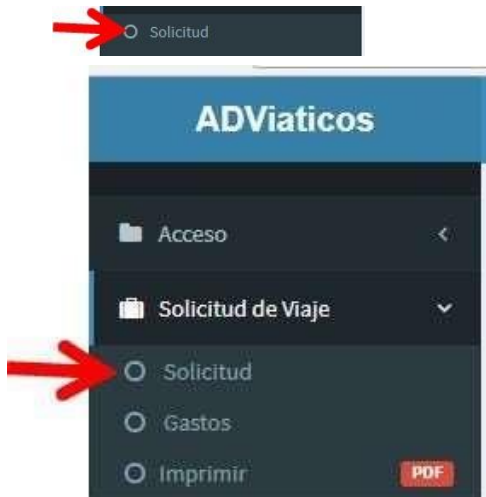 Solicitud
ADViaticos
Acceso
Solicitud de Viaje
Solicitud
Gastos
Imprimir PDF